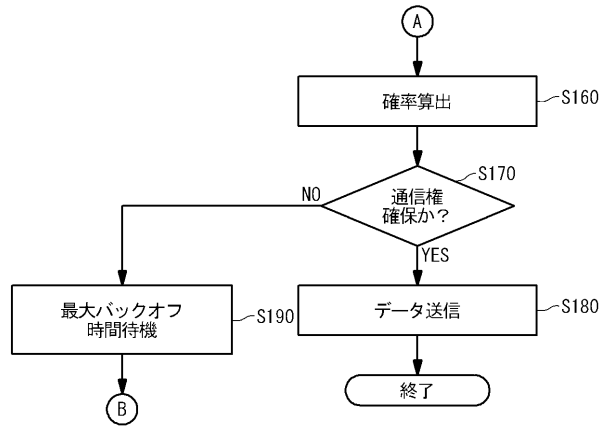 A
確率算出
S160
通信権
確保か？
S170
NO
YES
最大バックオフ
時間待機
S190
データ送信
S180
B
終了